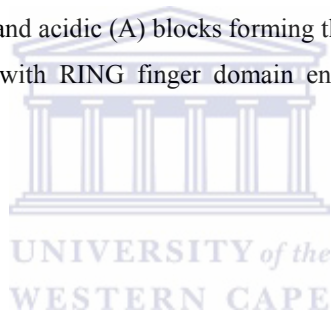 and acidic (A) blocks forming th
with RING finger domain en
UNIVERSITY of the
WESTERN CAPE